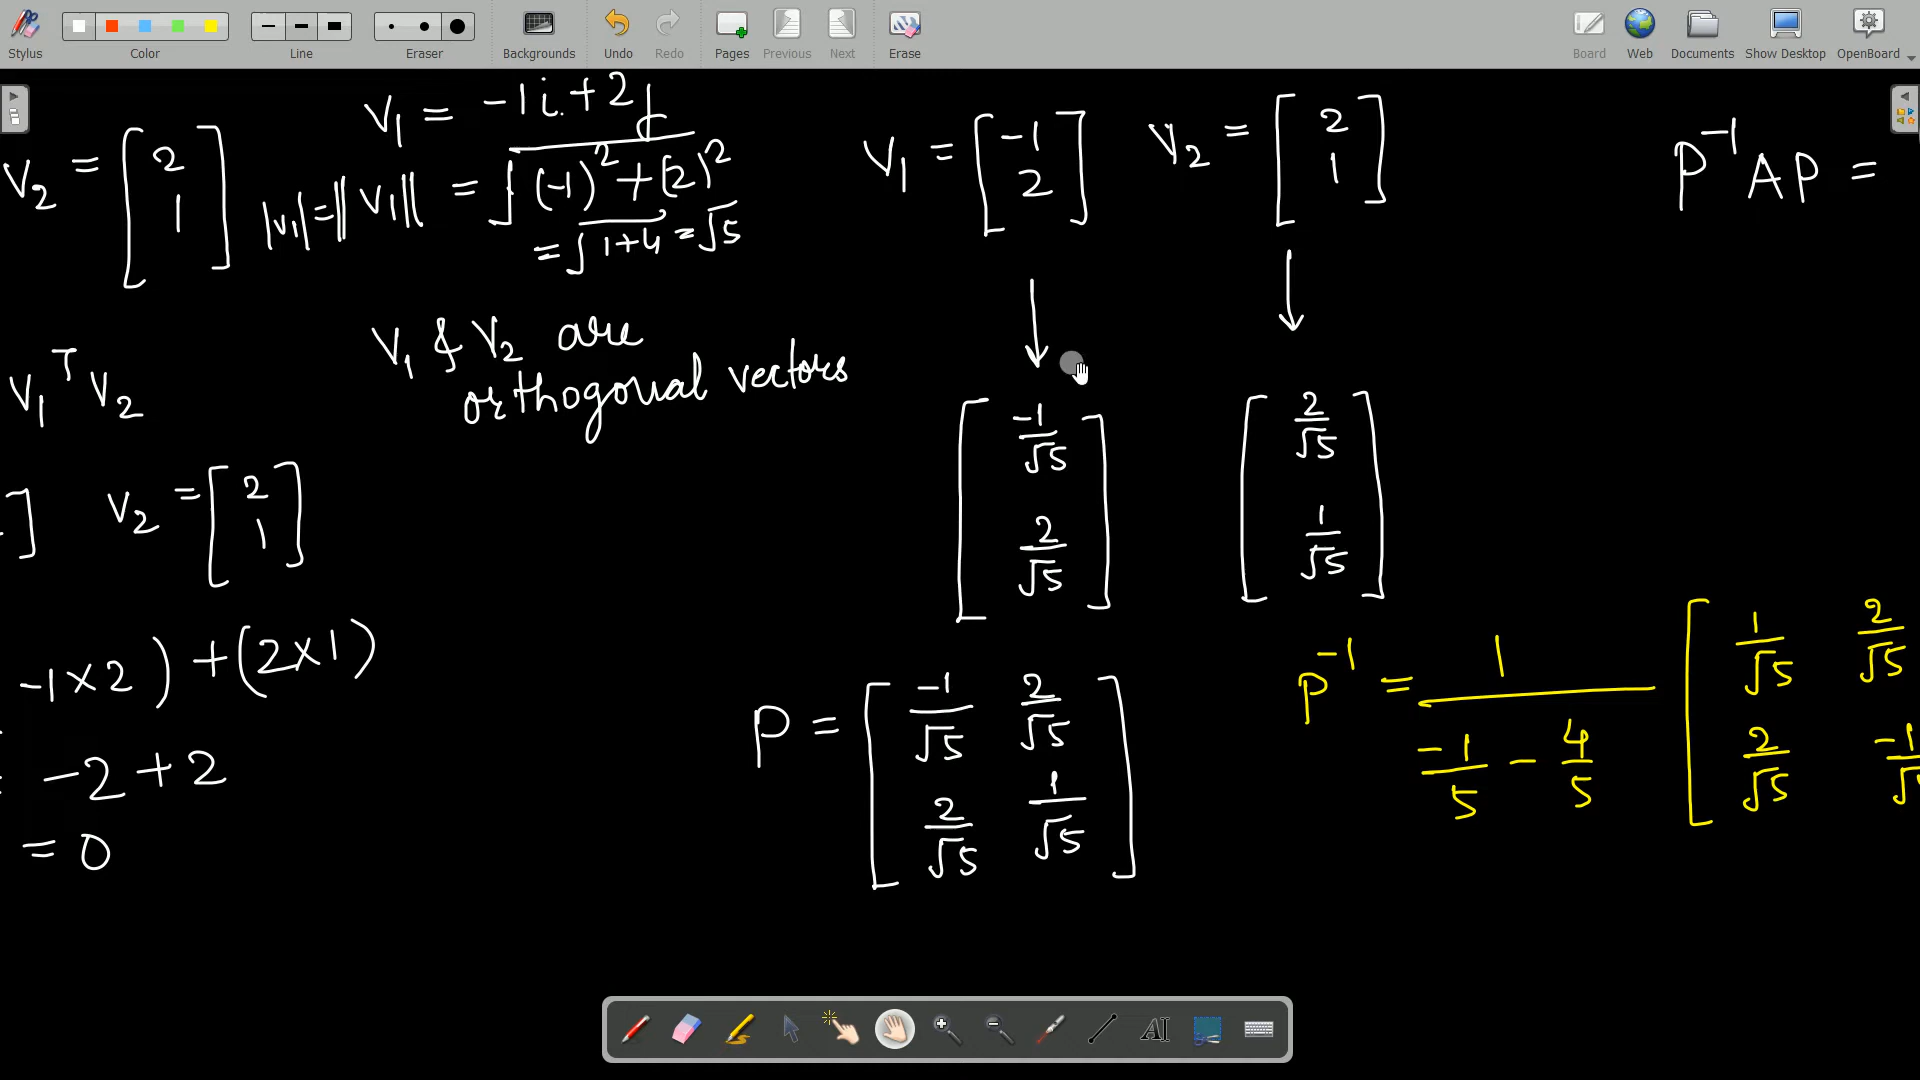 Stylus Color Line Eraser Backgrounds Undo Redo Pages Previous Next Erase Board Web Documents Show Desktop OpenBoard
V₂ = [2 1]
V₁ = -1i + 2j
|V₁| = ||V₁|| = √((-1)² + (2)²)
= √(1+4) = √5
V₁ & V₂ are
orthogonal vectors
V₁ᵀ V₂
] V₂ = [2 1]
-1×2) + (2×1)
= -2 + 2
= 0
V₁ = [-1 2] V₂ = [2 1]
↓ ↓
[-1/√5 2/√5] [2/√5 1/√5]
P = [-1/√5 2/√5
2/√5 1/√5]
P⁻¹AP =
P⁻¹ = 1/(-1/5 - 4/5) [1/√5 2/√5
2/√5 -1/√
AI